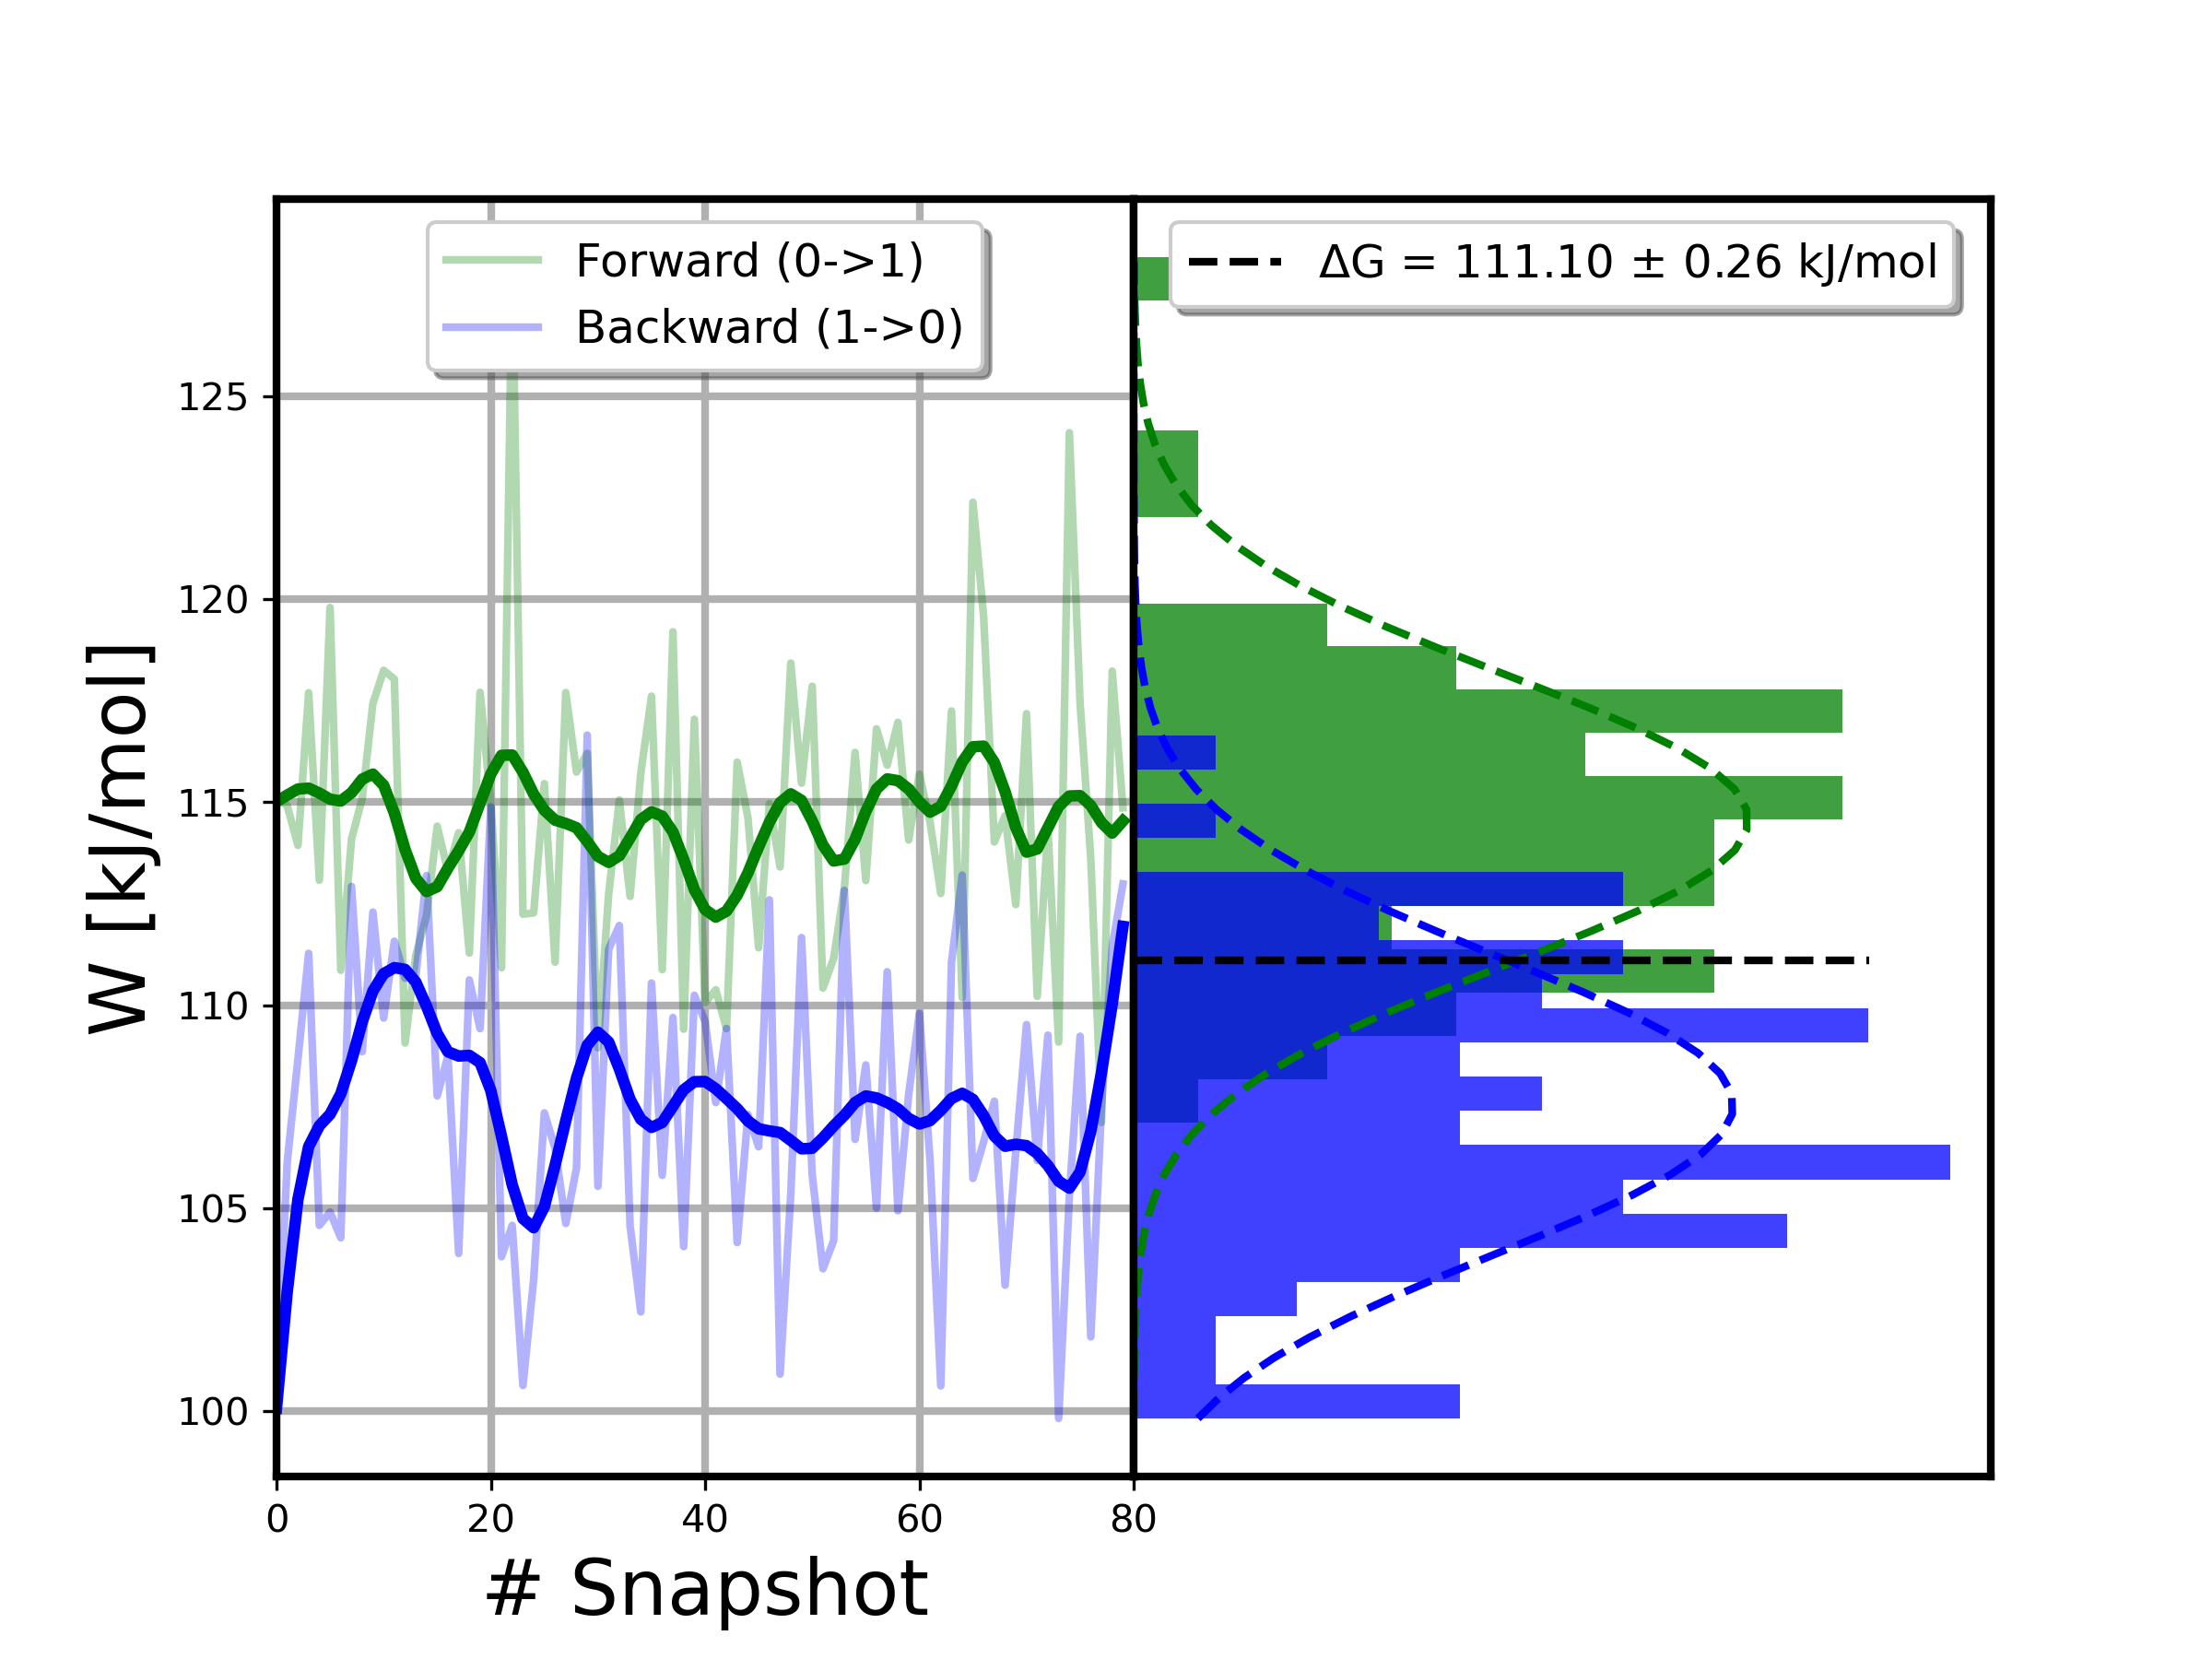 Forward (0->1)
Backward (1->0)
ΔG = 111.10 ± 0.26 kJ/mol
W [kJ/mol]
125
120
115
110
105
100
0 20 40 60 80
# Snapshot